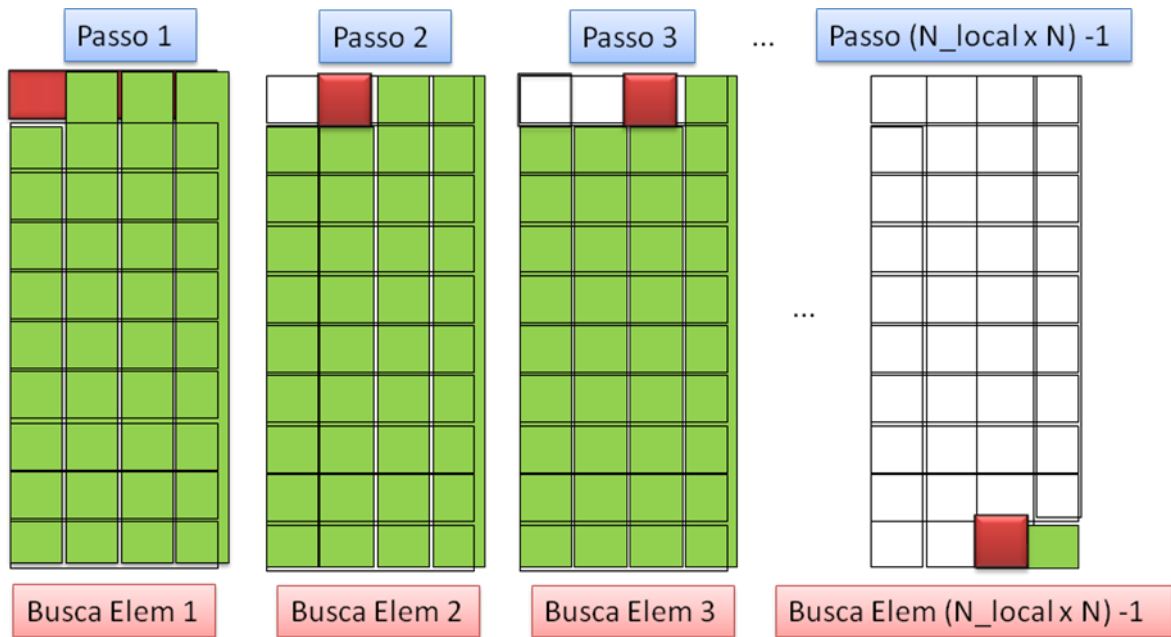 Passo 1
Passo 2
Passo 3
...
Passo (N_local x N) -1
...
Busca Elem 1
Busca Elem 2
Busca Elem 3
Busca Elem (N_local x N) -1